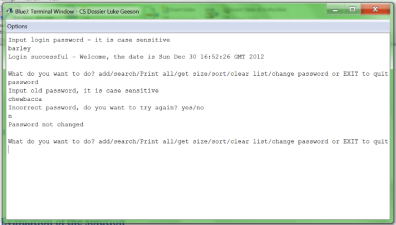 BlueJ: Terminal Window - CS Dossier Luke Geeson
Options
Input login password - it is case sensitive
barley
Login successful - Welcome, the date is Sun Dec 30 16:52:26 GMT 2012
What do you want to do? add/search/Print all/get size/sort/clear list/change password or EXIT to quit
password
Input old password, it is case sensitive
chewbacca
Incorrect password, do you want to try again? yes/no
n
Password not changed
What do you want to do? add/search/Print all/get size/sort/clear list/change password or EXIT to quit
Evaluation of the solution